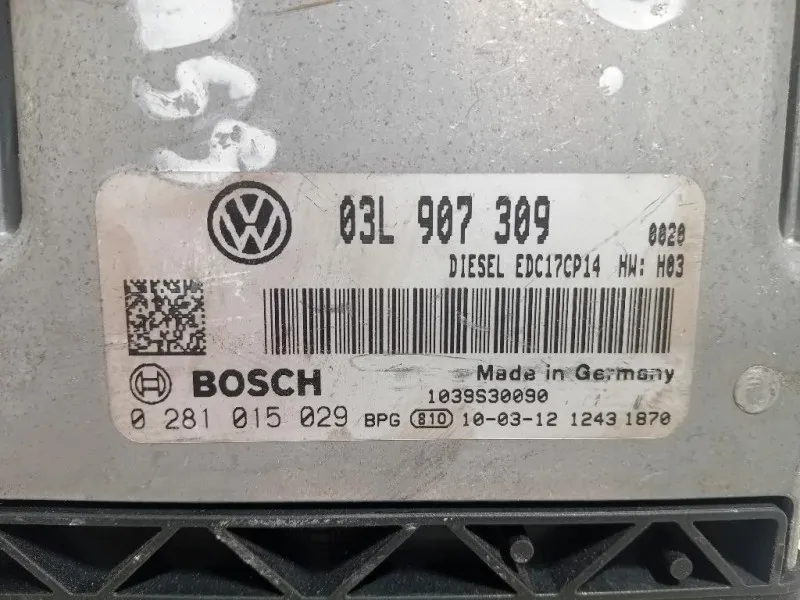 03L 907 309 0020
DIESEL EDC17CP14 HW: H03
BOSCH Made in Germany
1039S30090
0 281 015 029 BPG 810 10-03-12 1243 1870